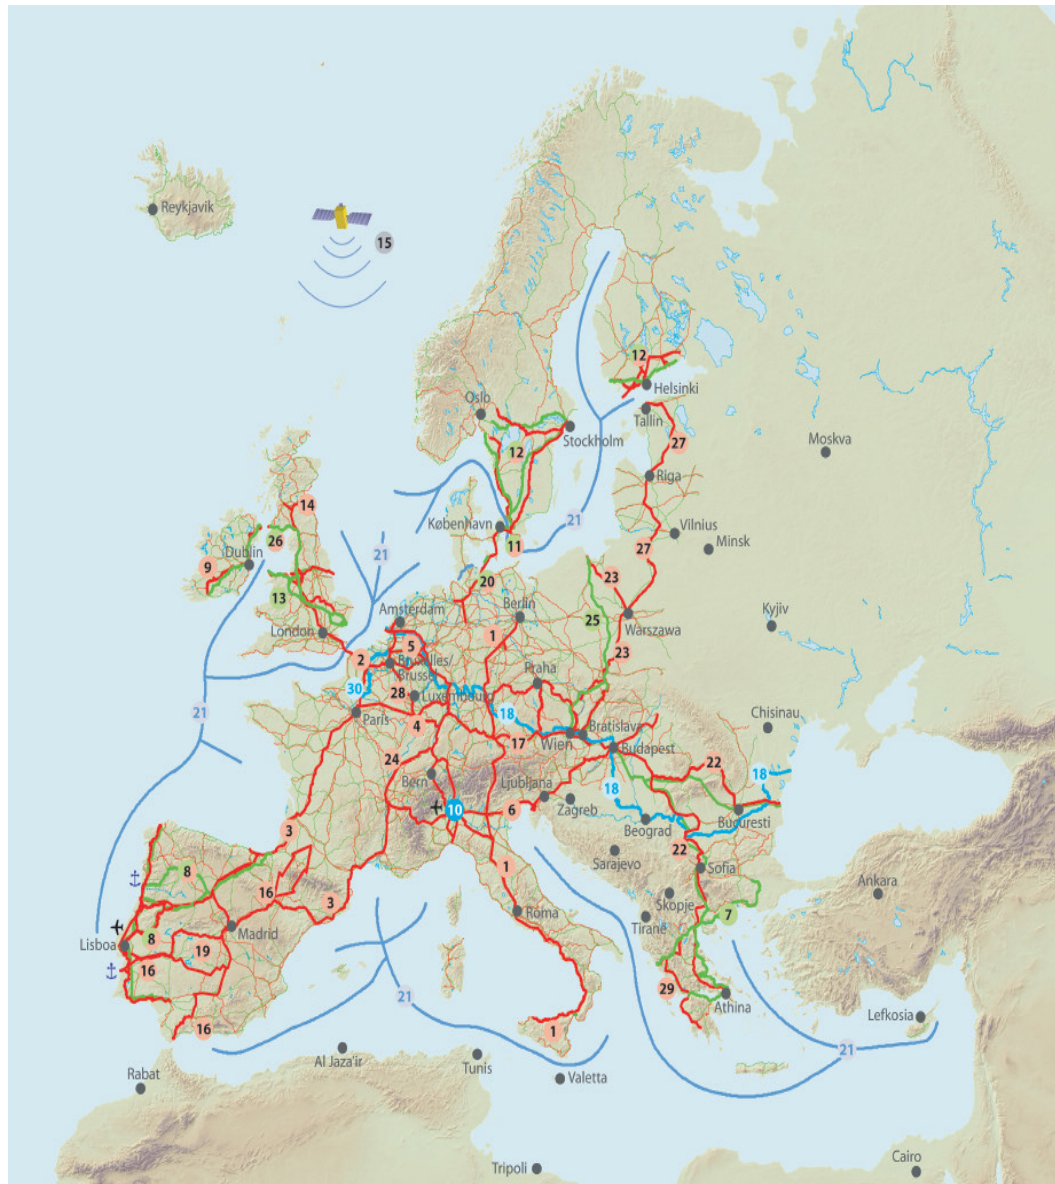 Reykjavik
15
12
Helsinki
Oslo
Tallin
Stockholm
27
12
Moskva
Riga
14
København
21
Vilnius
26
21
11
27
Minsk
Dublin
9
20
23
13
Amsterdam
Berlin
Kyjiv
25
Warszawa
London
1
5
2
Bruxelles/
Brussel
23
Praha
30
28
Luxembourg
Paris
18
21
4
Chisinau
Bratislava
17
Wien
Budapest
24
22
Bern
18
Ljubljana
18
10
6
Zagreb
Bucuresti
Beograd
3
22
Sarajevo
8
1
Sofia
16
Skopje
Ankara
3
Roma
7
Tirane
8
Madrid
Lisboa
19
16
29
21
Athina
Lefkosia
16
1
21
Al Jaza'ir
Tunis
Rabat
Valetta
Cairo
Tripoli